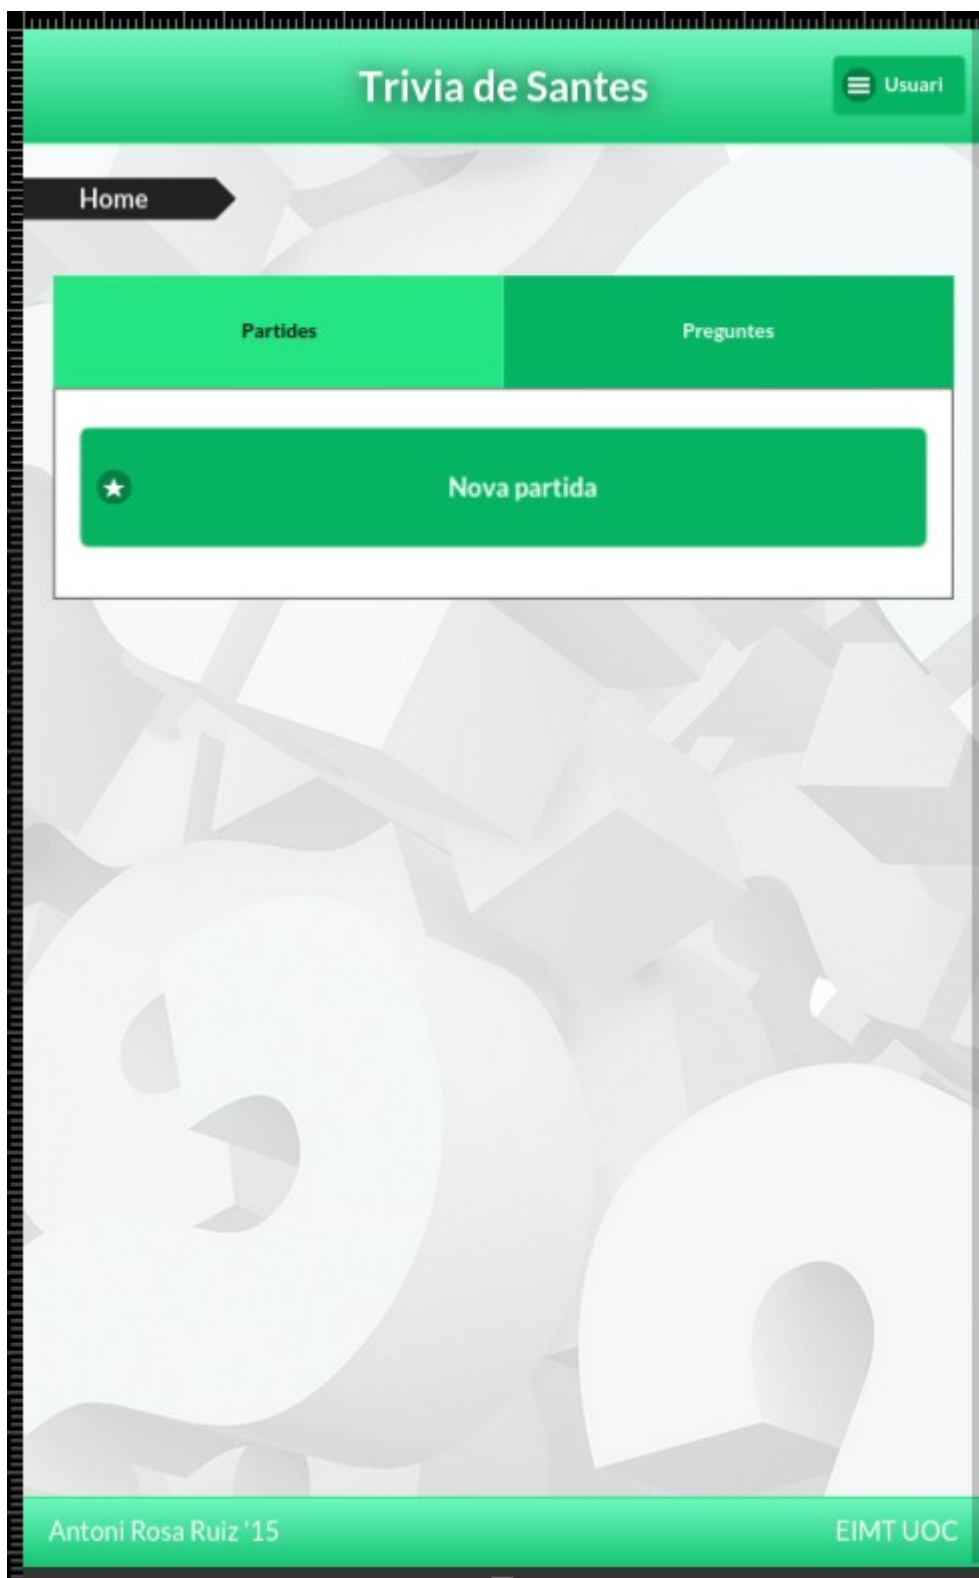 Trivia de Santes
Usuari
Home
Partides
Preguntes
Nova partida
Antoni Rosa Ruiz '15
EIMT UOC